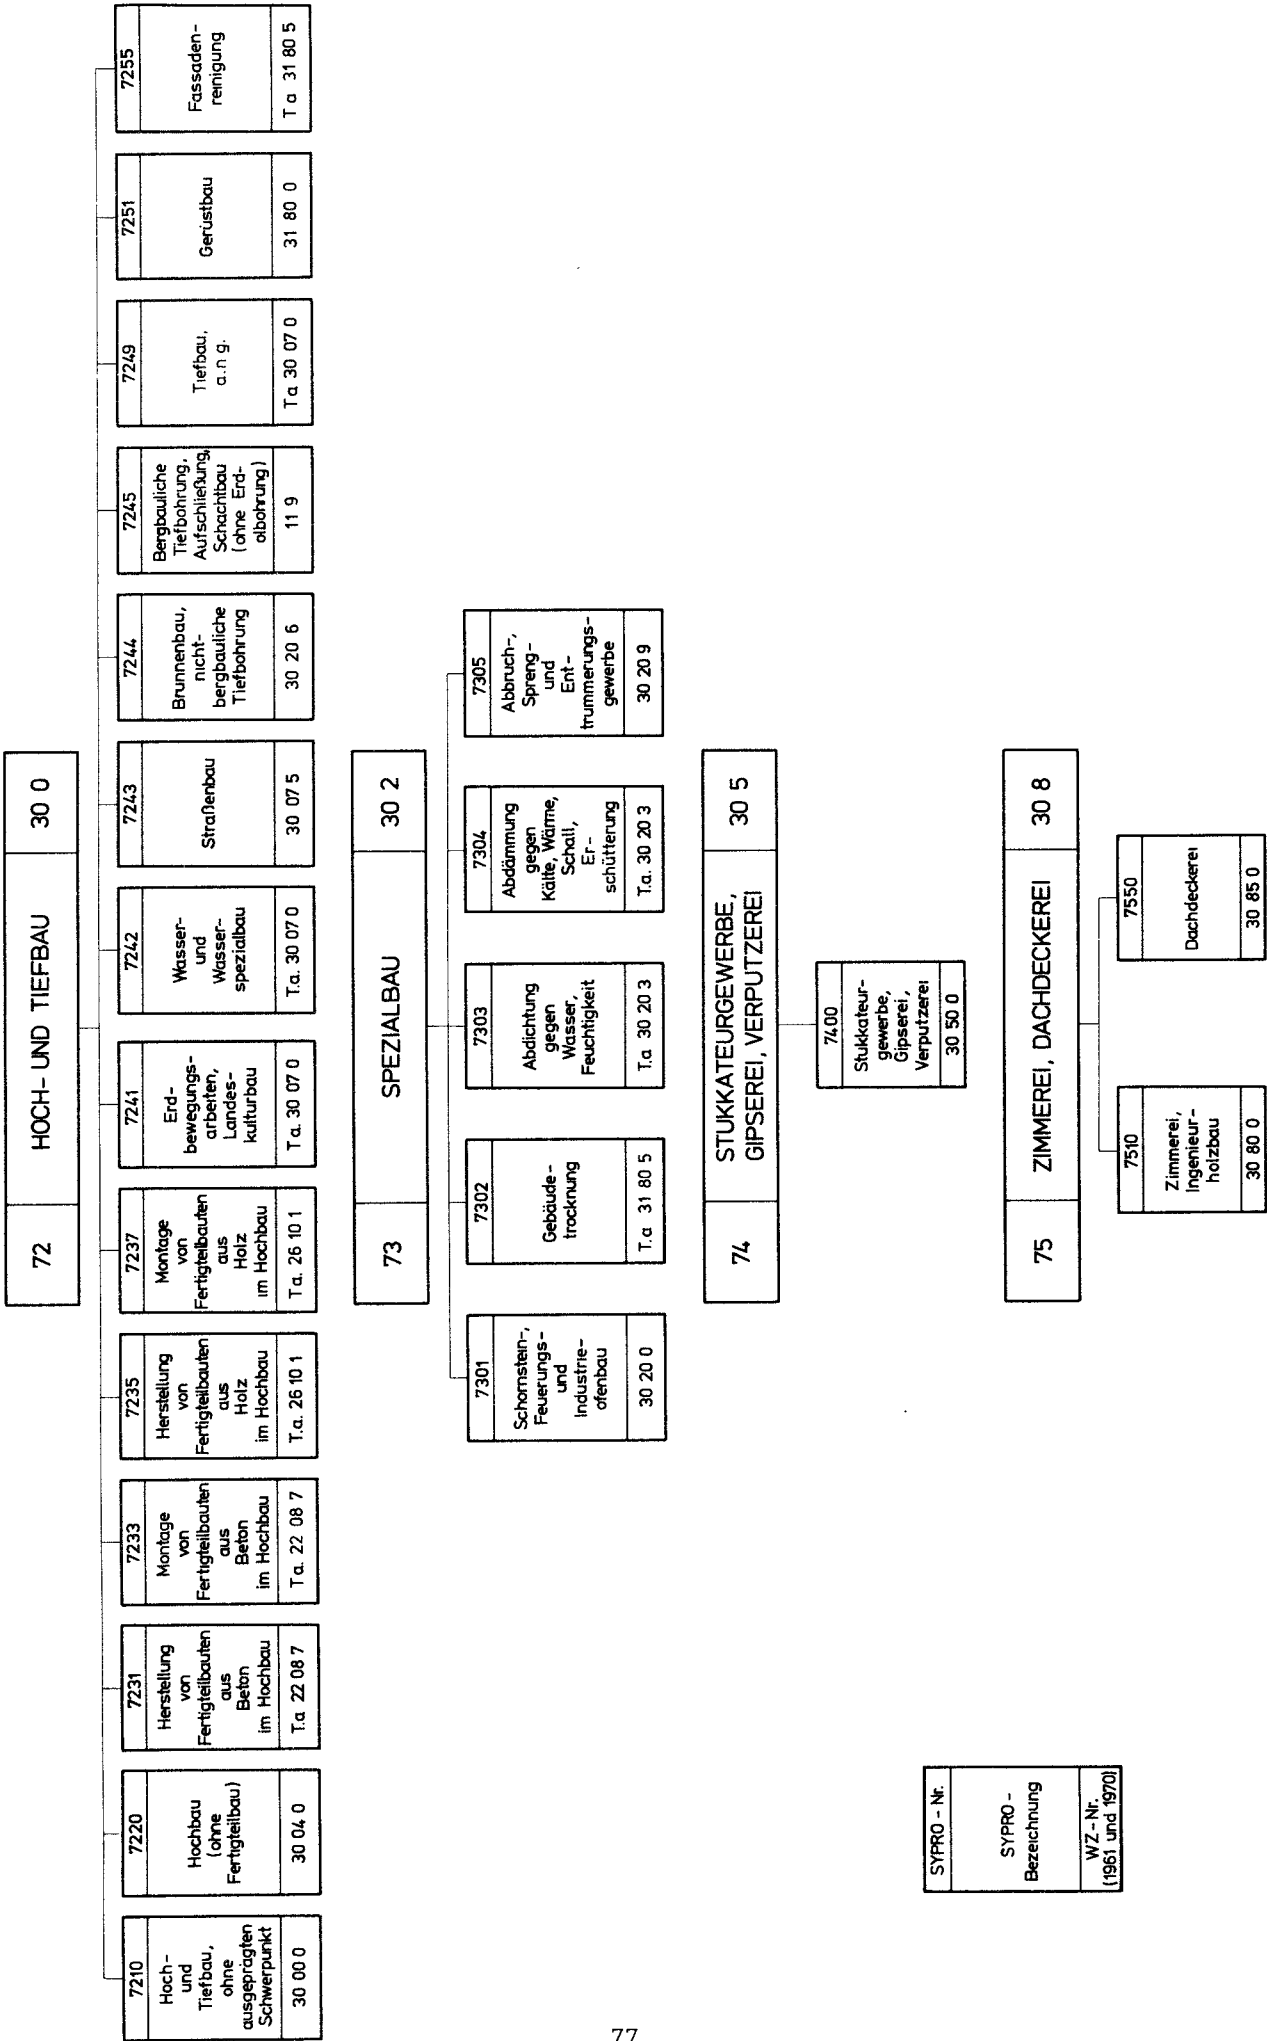 72
HOCH- UND TIEFBAU
30 0
7210
Hoch-
und
Tiefbau,
ohne
ausgeprägten
Schwerpunkt
30 00 0
7220
Hochbau
(ohne
Fertigteilbau)
30 04 0
7231
Herstellung
von
Fertigteilbauten
aus
Beton
im Hochbau
T.a 22 08 7
7233
Montage
von
Fertigteilbauten
aus
Beton
im Hochbau
T a. 22 08 7
7235
Herstellung
von
Fertigteilbauten
aus
Holz
im Hochbau
T.a. 26 10 1
7237
Montage
von
Fertigteilbauten
aus
Holz
im Hochbau
T a. 26 10 1
7241
Erd-
bewegungs-
arbeiten,
Landes-
kulturbau
T a. 30 07 0
7242
Wasser-
und
Wasser-
spezialbau
T.a. 30 07 0
7243
Straßenbau
30 07 5
7244
Brunnenbau,
nicht-
bergbauliche
Tiefbohrung
30 20 6
7245
Bergbauliche
Tiefbohrung,
Aufschließung,
Schachtbau
(ohne Erd-
olbohrung)
11 9
7249
Tiefbau,
a.n g.
T a 30 07 0
7251
Gerüstbau
31 80 0
7255
Fassaden-
reinigung
T a 31 80 5
73
SPEZIALBAU
30 2
7301
Schornstein-,
Feuerungs-
und
Industrie-
ofenbau
30 20 0
7302
Gebäude-
trocknung
T.a 31 80 5
7303
Abdichtung
gegen
Wasser,
Feuchtigkeit
T.a 30 20 3
7304
Abdämmung
gegen
Kälte, Wärme,
Schall,
Er-
schütterung
T.a. 30 20 3
7305
Abbruch-,
Spreng-
und
Ent-
trummerungs-
gewerbe
30 20 9
74
STUKKATEURGEWERBE,
GIPSEREI, VERPUTZEREI
30 5
7400
Stukkateur-
gewerbe,
Gipserei,
Verputzerei
30 50 0
75
ZIMMEREI, DACHDECKEREI
30 8
7510
Zimmerei,
Ingenieur-
holzbau
30 80 0
7550
Dachdeckerei
30 85 0
SYPRO - Nr.
SYPRO -
Bezeichnung
WZ - Nr.
(1961 und 1970)
77